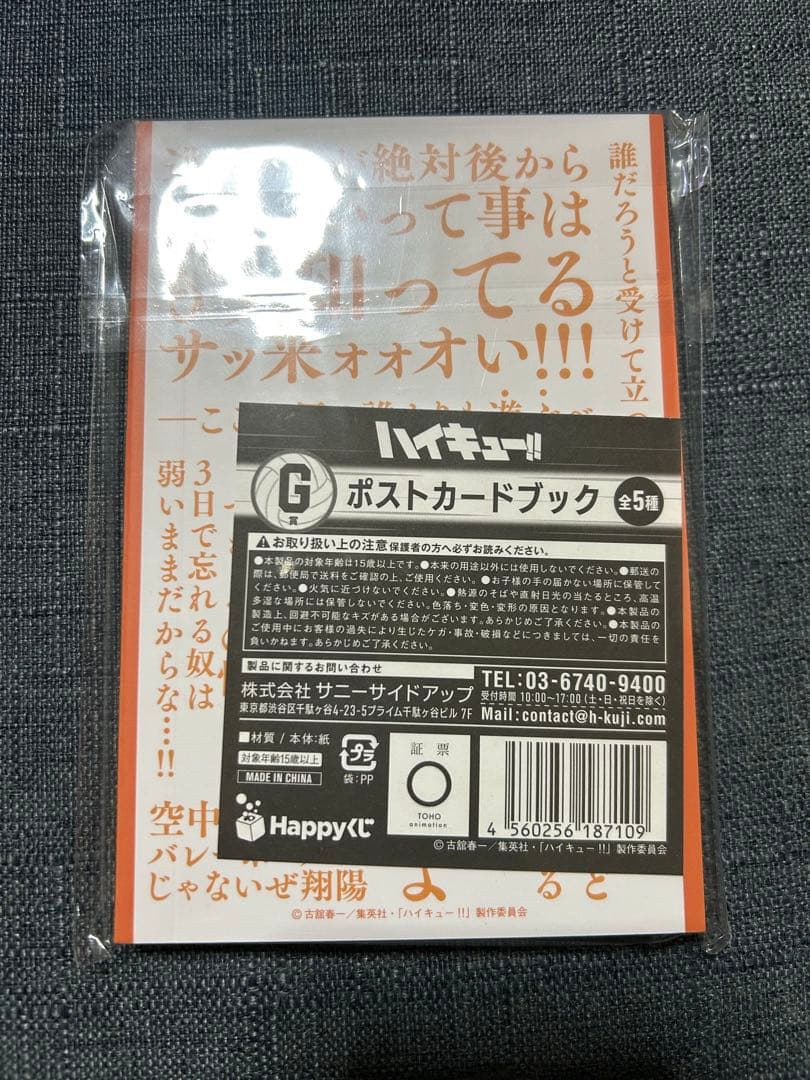 絶対後から
って事は
引ってる
サッ米ォォオい!!!
誰だろうと受けて立つ
3日で忘れる奴は
弱いままだからな…!!
空中
バレー
じゃないぜ翔陽
よ
ると
ハイキュー!!
G賞
ポストカードブック 全5種
⚠お取り扱い上の注意 保護者の方へ必ずお読みください。
●本製品の対象年齢は15歳以上です。●本来の用途以外には使用しないでください。●郵送の
際は、郵便局で送料をご確認の上、ご使用ください。●お子様の手の届かない場所に保管して
ください。●火気に近づけないでください。●熱源のそばや直射日光の当たるところ、高温
多湿な場所には保管しないでください。色落ち・変色・変形の原因となります。●本製品の
製造上、回避不可能なキズがある場合がございます。あらかじめご了承ください。●本製品の
ご使用中にお客様の過失により生じたケガ・事故・破損などにつきましては、一切の責任を
負いかねます。あらかじめご了承ください。
製品に関するお問い合わせ
株式会社 サニーサイドアップ
東京都渋谷区千駄ヶ谷4-23-5プライム千駄ヶ谷ビル 7F
TEL:03-6740-9400
受付時間 10:00〜17:00 (土・日・祝日を除く)
Mail:contact@h-kuji.com
■材質 / 本体:紙
対象年齢15歳以上
MADE IN CHINA
プラ
袋:PP
証票
TOHO
animation
4 560256 187109
Happyくじ
©古舘春一/集英社・「ハイキュー!!」製作委員会
©古舘春一/集英社・「ハイキュー!!」製作委員会